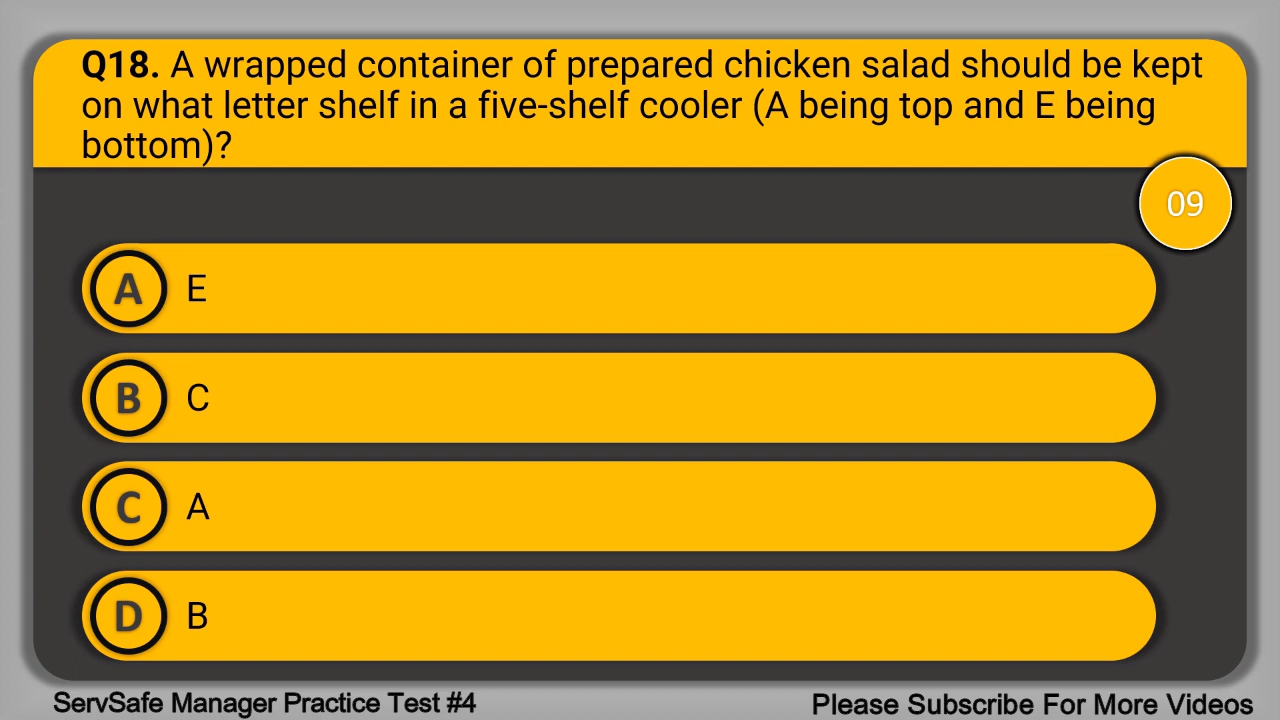 Q18. A wrapped container of prepared chicken salad should be kept
on what letter shelf in a five-shelf cooler (A being top and E being
bottom)?
09
A E
B C
C A
D B
ServSafe Manager Practice Test #4
Please Subscribe For More Videos